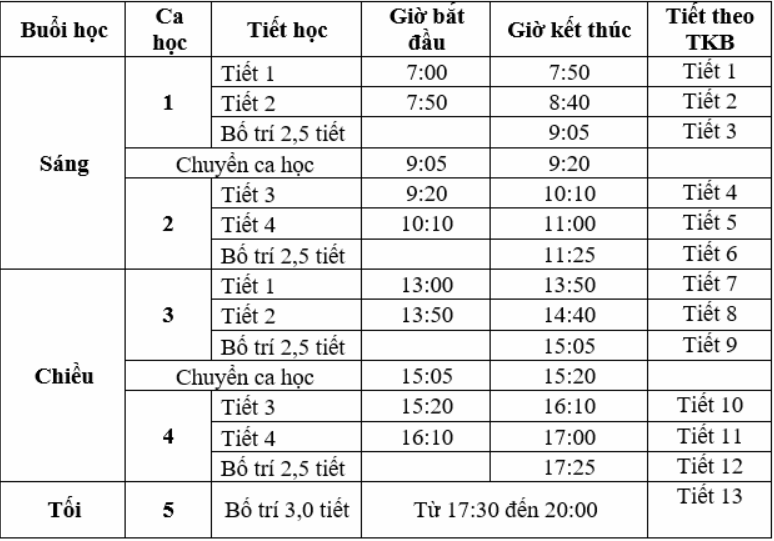 Buổi học Ca học Tiết học Giờ bắt đầu Giờ kết thúc Tiết theo TKB
Sáng 1 Tiết 1 7:00 7:50 Tiết 1
Tiết 2 7:50 8:40 Tiết 2
Bố trí 2,5 tiết 9:05 Tiết 3
Chuyển ca học 9:05 9:20
2 Tiết 3 9:20 10:10 Tiết 4
Tiết 4 10:10 11:00 Tiết 5
Bố trí 2,5 tiết 11:25 Tiết 6
Chiều 3 Tiết 1 13:00 13:50 Tiết 7
Tiết 2 13:50 14:40 Tiết 8
Bố trí 2,5 tiết 15:05 Tiết 9
Chuyển ca học 15:05 15:20
4 Tiết 3 15:20 16:10 Tiết 10
Tiết 4 16:10 17:00 Tiết 11
Bố trí 2,5 tiết 17:25 Tiết 12
Tối 5 Bố trí 3,0 tiết Từ 17:30 đến 20:00 Tiết 13